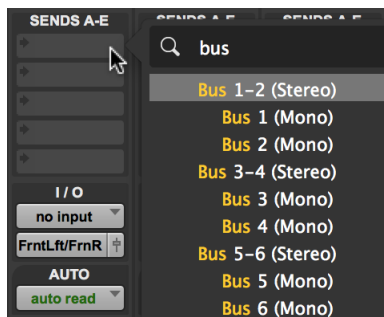 SENDS A-E
SENDS A-E
SENDS A-E
bus
Bus 1-2 (Stereo)
Bus 1 (Mono)
Bus 2 (Mono)
Bus 3-4 (Stereo)
Bus 3 (Mono)
Bus 4 (Mono)
Bus 5-6 (Stereo)
Bus 5 (Mono)
Bus 6 (Mono)
I / O
no input
FrntLft/FrnR
AUTO
auto read